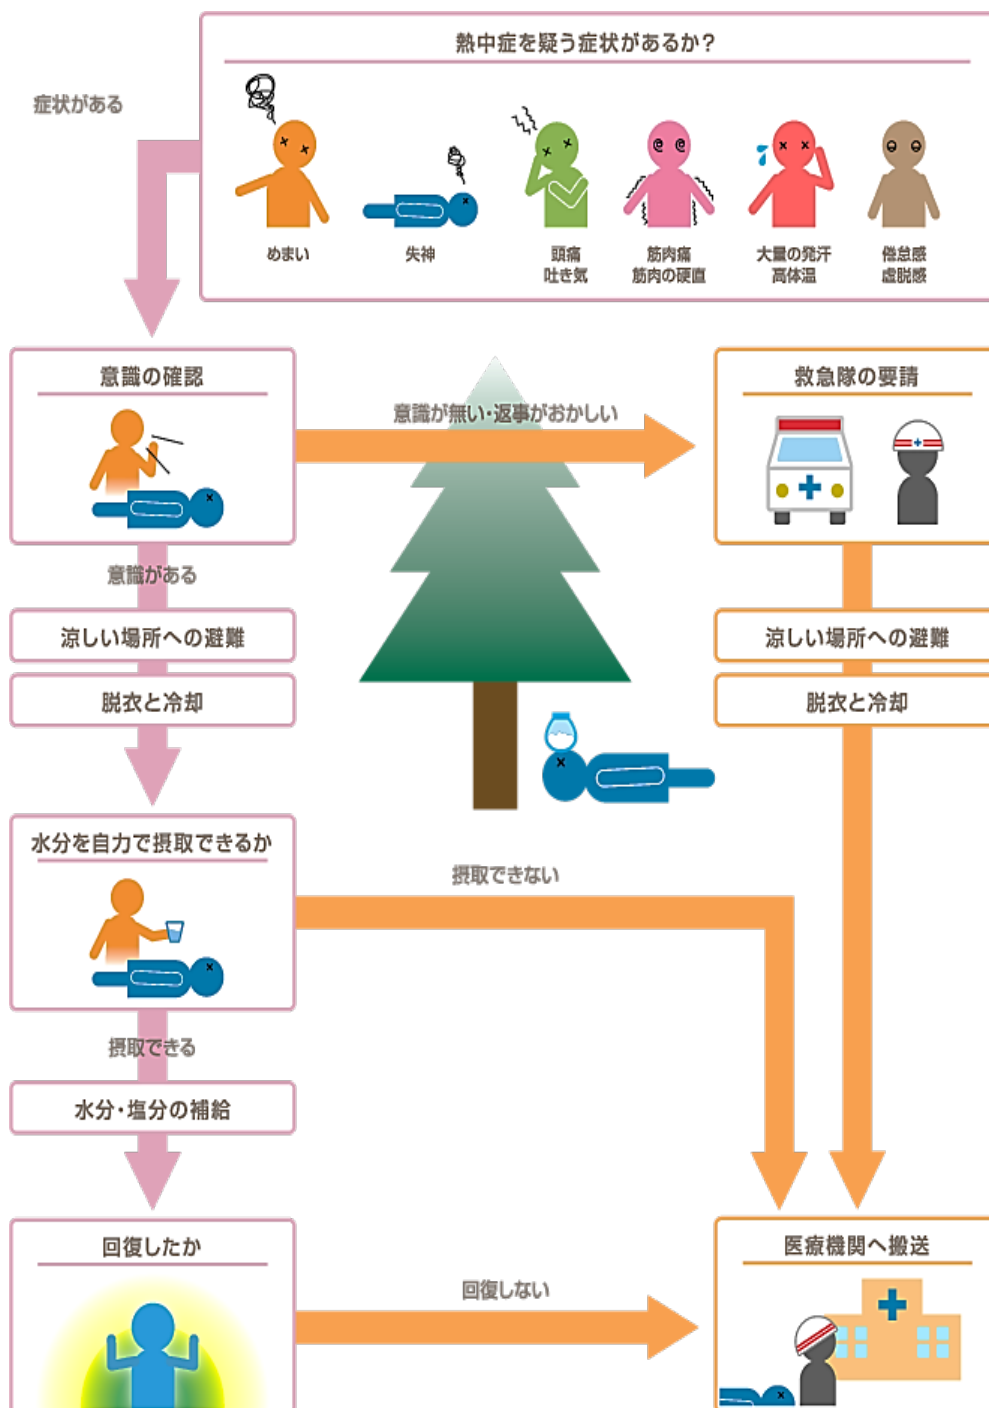 熱中症を疑う症状があるか？
症状がある
めまい
失神
頭痛
吐き気
筋肉痛
筋肉の硬直
大量の発汗
高体温
倦怠感
虚脱感
意識の確認
意識が無い・返事がおかしい
救急隊の要請
意識がある
涼しい場所への避難
涼しい場所への避難
脱衣と冷却
脱衣と冷却
水分を自力で摂取できるか
摂取できない
摂取できる
水分・塩分の補給
回復したか
回復しない
医療機関へ搬送